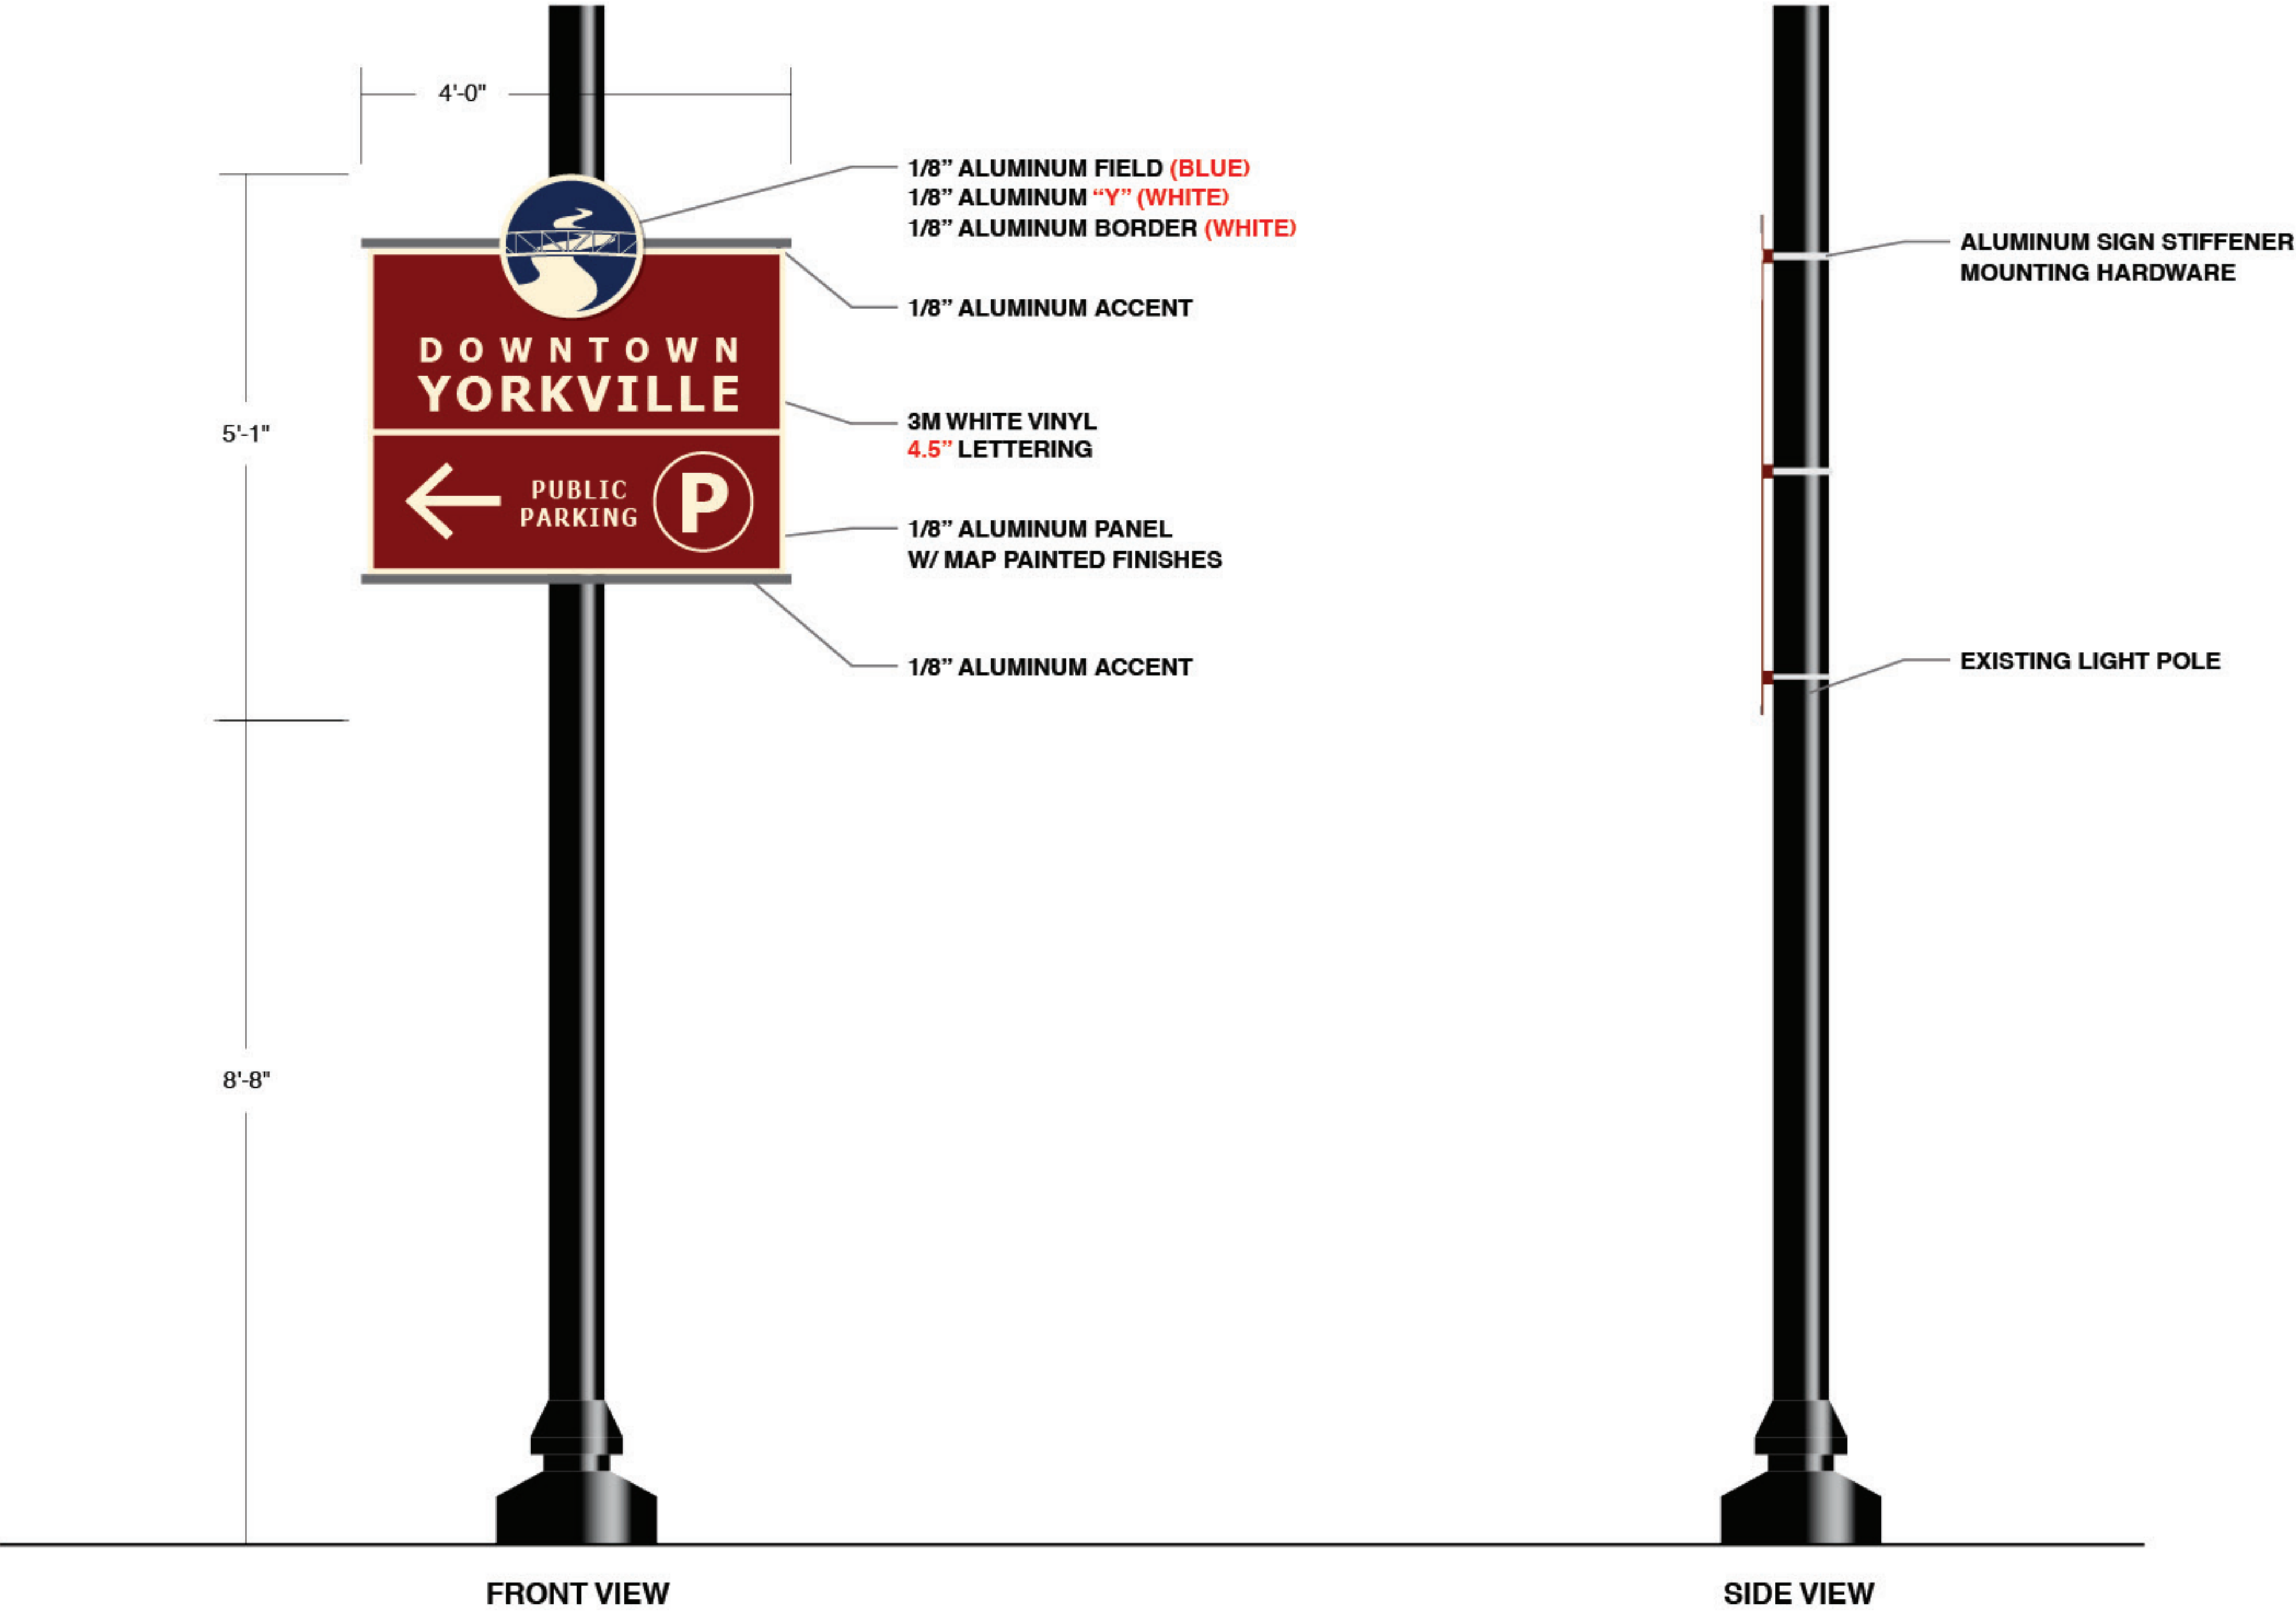 4'-0"
1/8” ALUMINUM FIELD (BLUE)
1/8” ALUMINUM “Y” (WHITE)
1/8” ALUMINUM BORDER (WHITE)
1/8” ALUMINUM ACCENT
DOWNTOWN
YORKVILLE
5'-1"
3M WHITE VINYL
4.5” LETTERING
PUBLIC
PARKING
P
1/8” ALUMINUM PANEL
W/ MAP PAINTED FINISHES
1/8” ALUMINUM ACCENT
8'-8"
FRONT VIEW
ALUMINUM SIGN STIFFENER
MOUNTING HARDWARE
EXISTING LIGHT POLE
SIDE VIEW